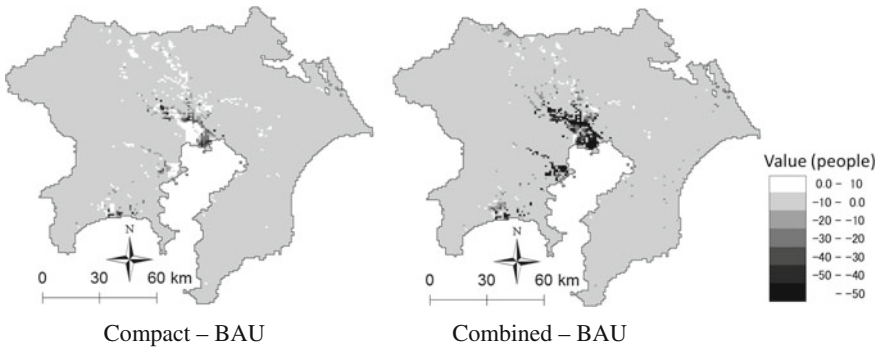 N
0 30 60 km
Compact – BAU
N
0 30 60 km
Combined – BAU
Value (people)
0.0 - 10
-10 - 0.0
-20 - -10
-30 - -20
-40 - -30
-50 - -40
- -50